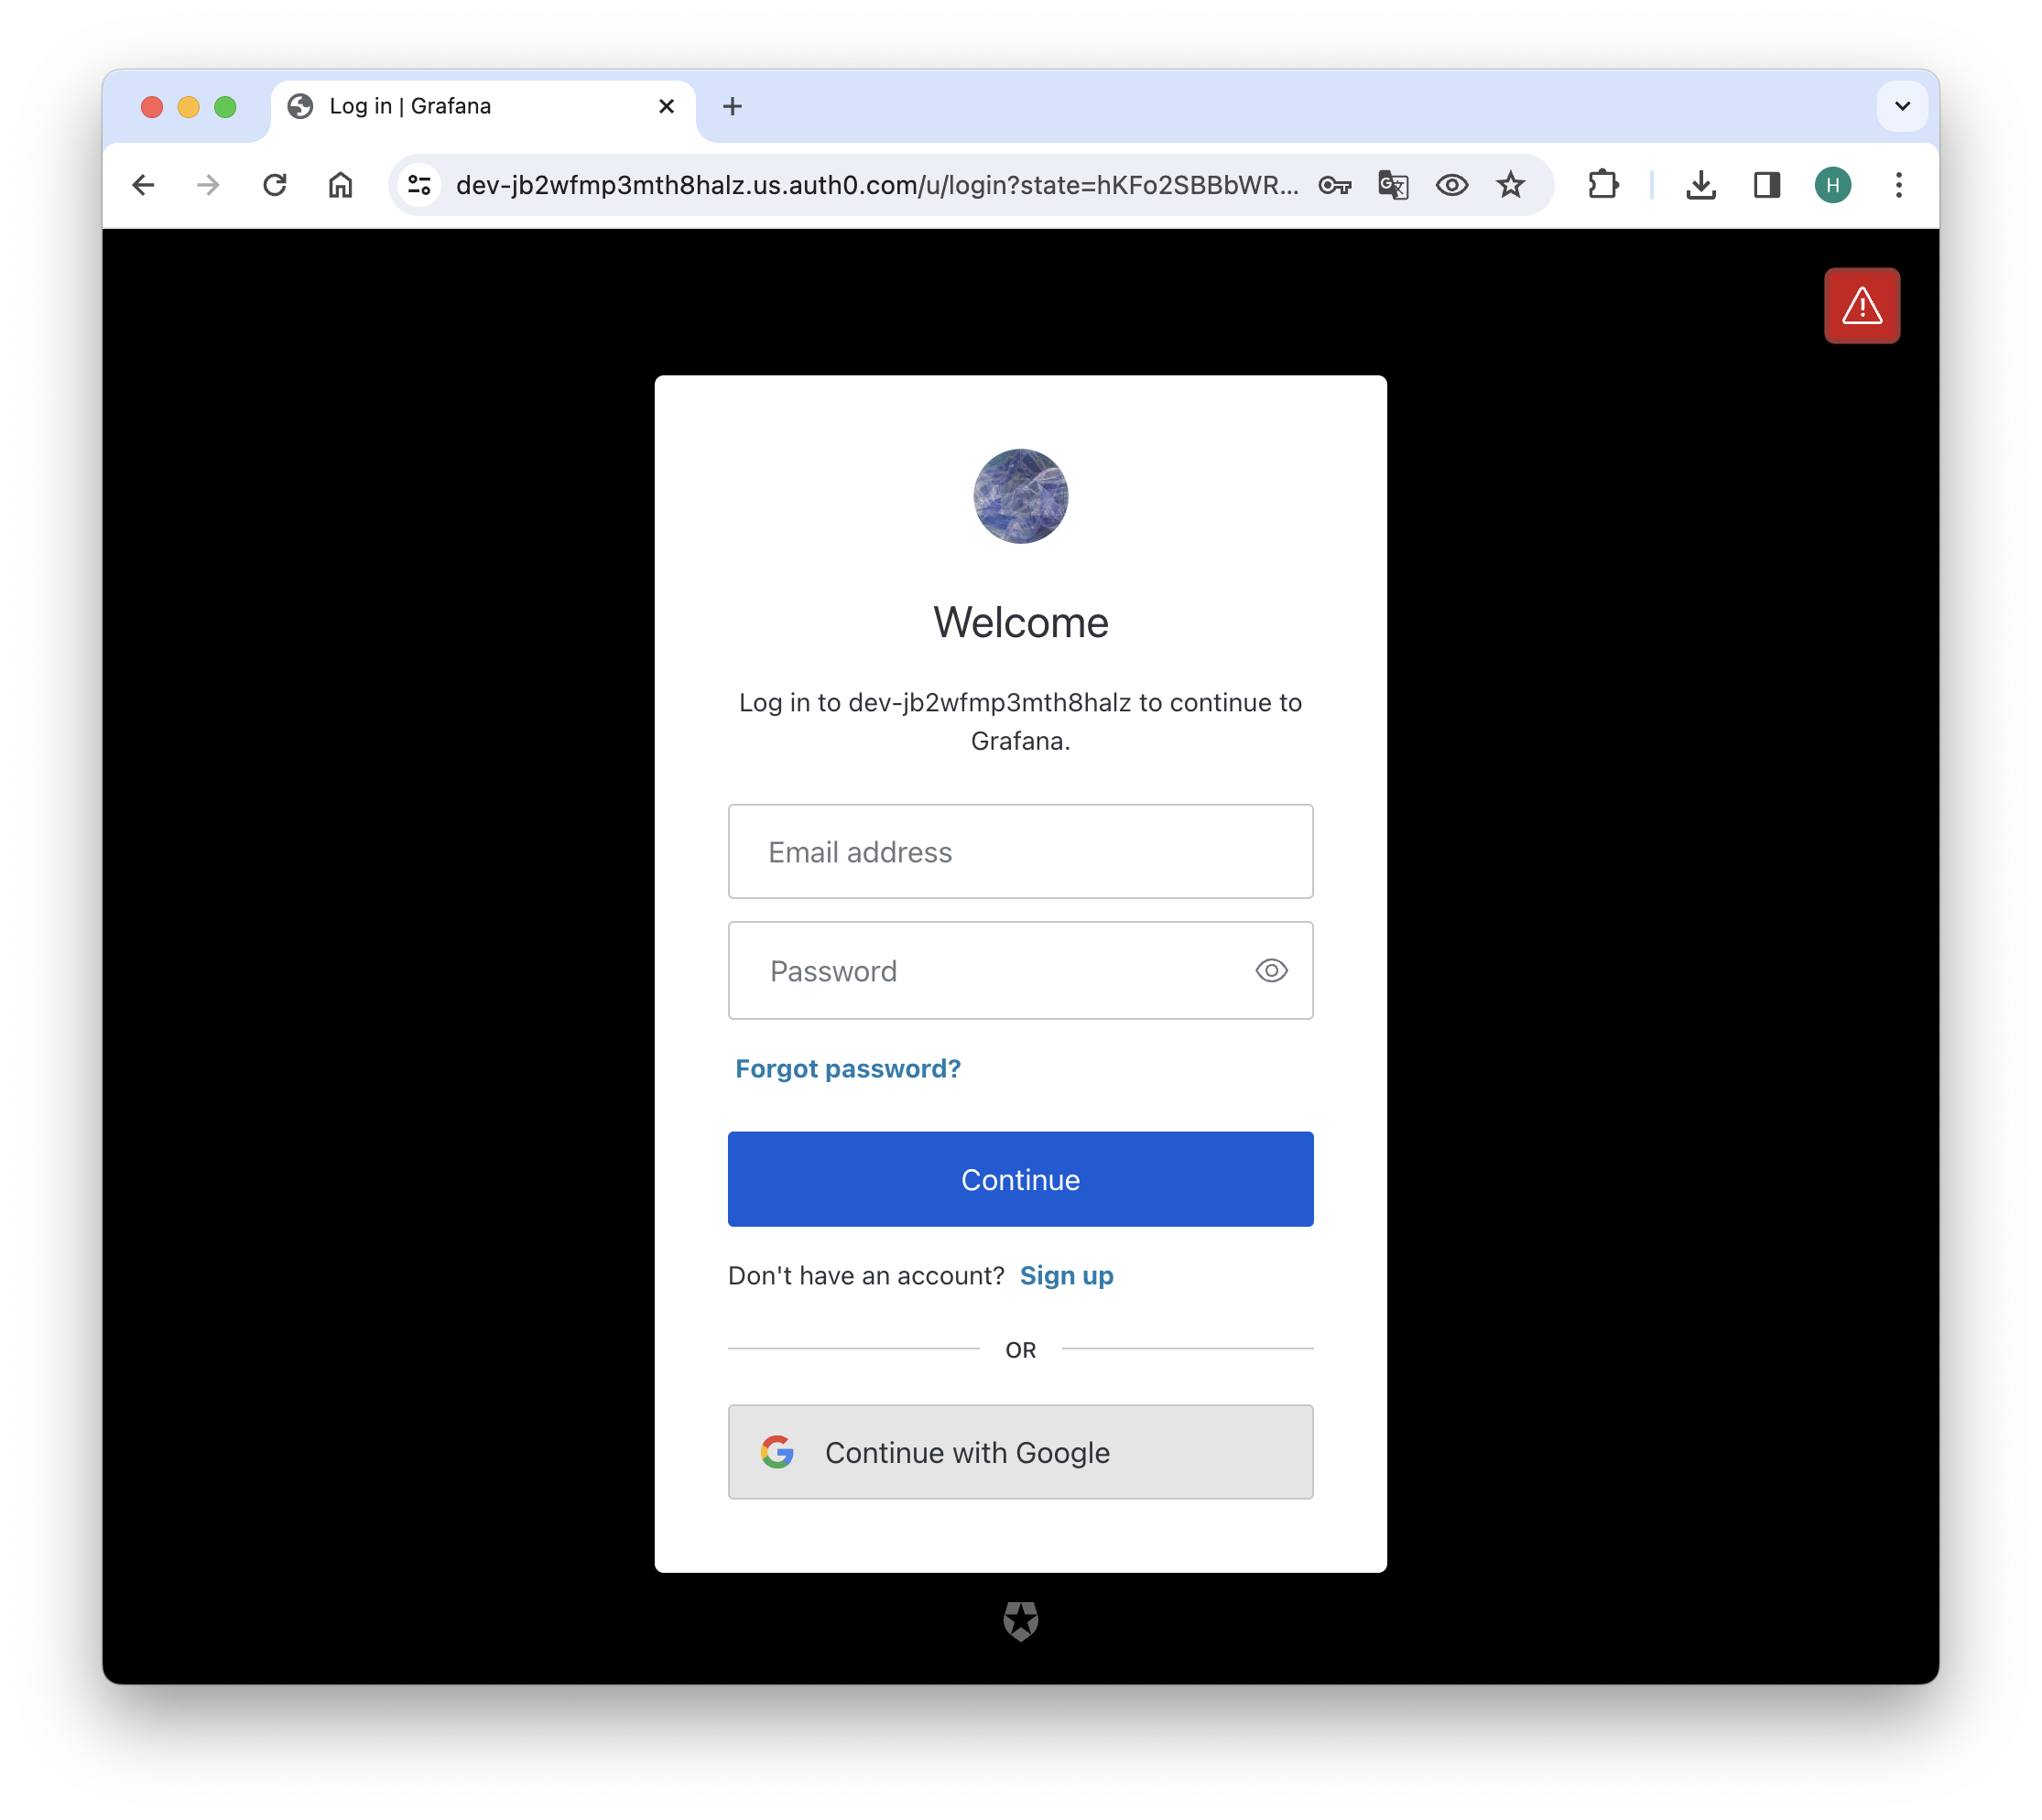 Log in | Grafana
dev-jb2wfmp3mth8halz.us.auth0.com/u/login?state=hKFo2SBBbWR...
H
Welcome
Log in to dev-jb2wfmp3mth8halz to continue to
Grafana.
Email address
Password
Forgot password?
Continue
Don't have an account? Sign up
OR
Continue with Google